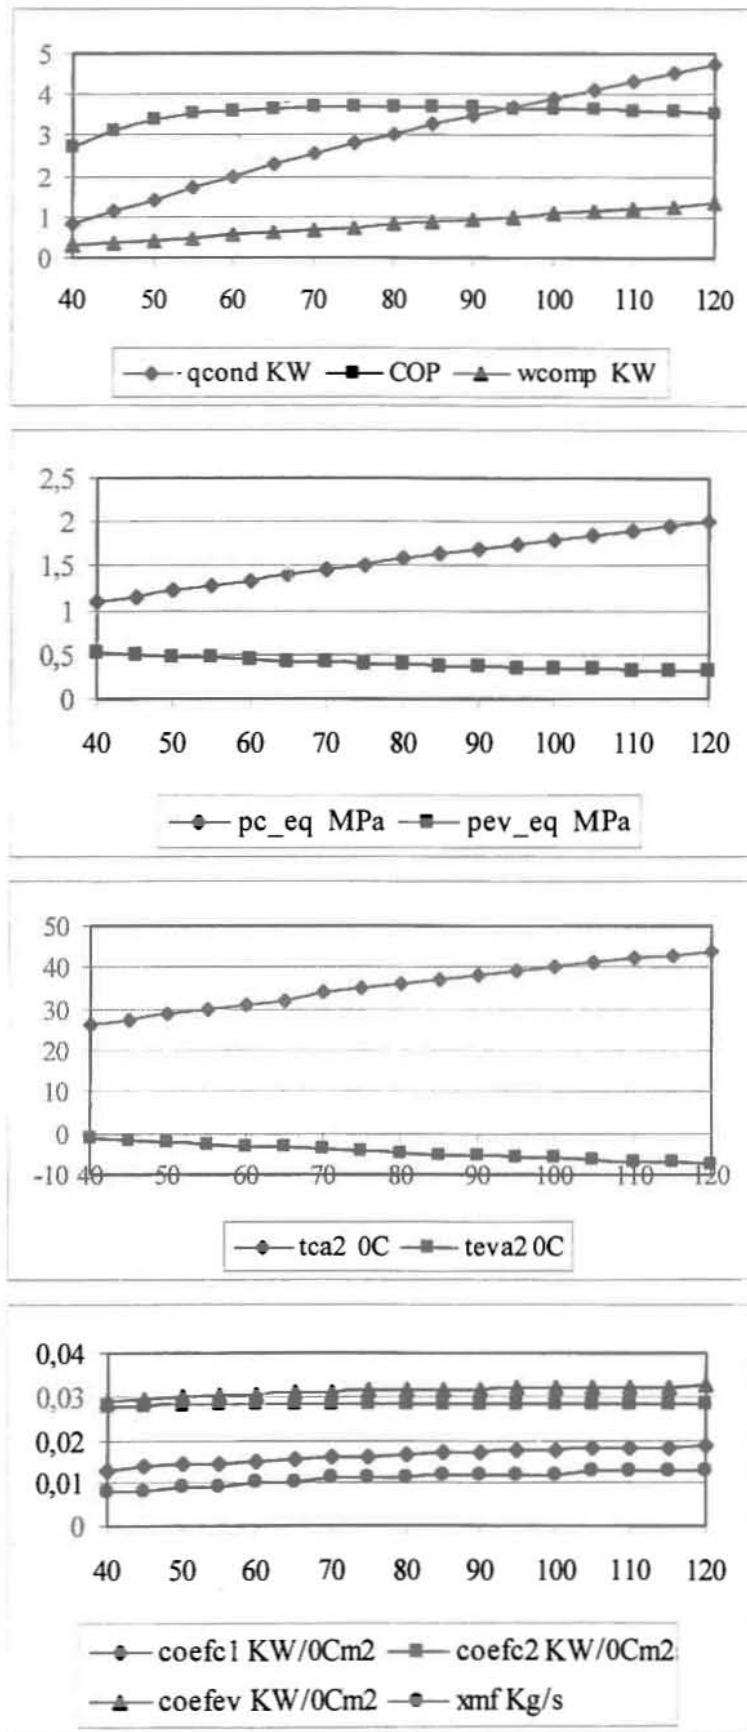 5
4
3
2
1
0
40 50 60 70 80 90 100 110 120
qcond KW COP wcomp KW
2,5
2
1,5
1
0,5
0
40 50 60 70 80 90 100 110 120
pc_eq MPa pev_eq MPa
50
40
30
20
10
0
-10
40 50 60 70 80 90 100 110 120
tca2 0C teva2 0C
0,04
0,03
0,02
0,01
0
40 50 60 70 80 90 100 110 120
coefc1 KW/0Cm2 coefc2 KW/0Cm2
coefev KW/0Cm2 xmf Kg/s